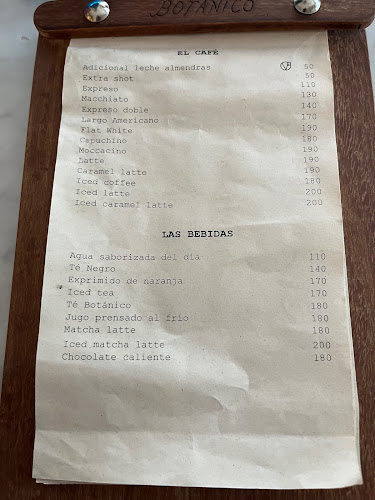 BOTÁNICO
EL CAFÉ
Adicional leche almendras 50
Extra shot 50
Expreso 110
Macchiato 130
Expreso doble 140
Largo Americano 170
Flat White 190
Capuchino 180
Moccacino 190
Latte 190
Caramel latte 190
Iced coffee 180
Iced latte 200
Iced caramel latte 200
LAS BEBIDAS
Agua saborizada del día 110
Té Negro 140
Exprimido de naranja 170
Iced tea 170
Té Botánico 180
Jugo prensado al frío 180
Matcha latte 180
Iced matcha latte 200
Chocolate caliente 180